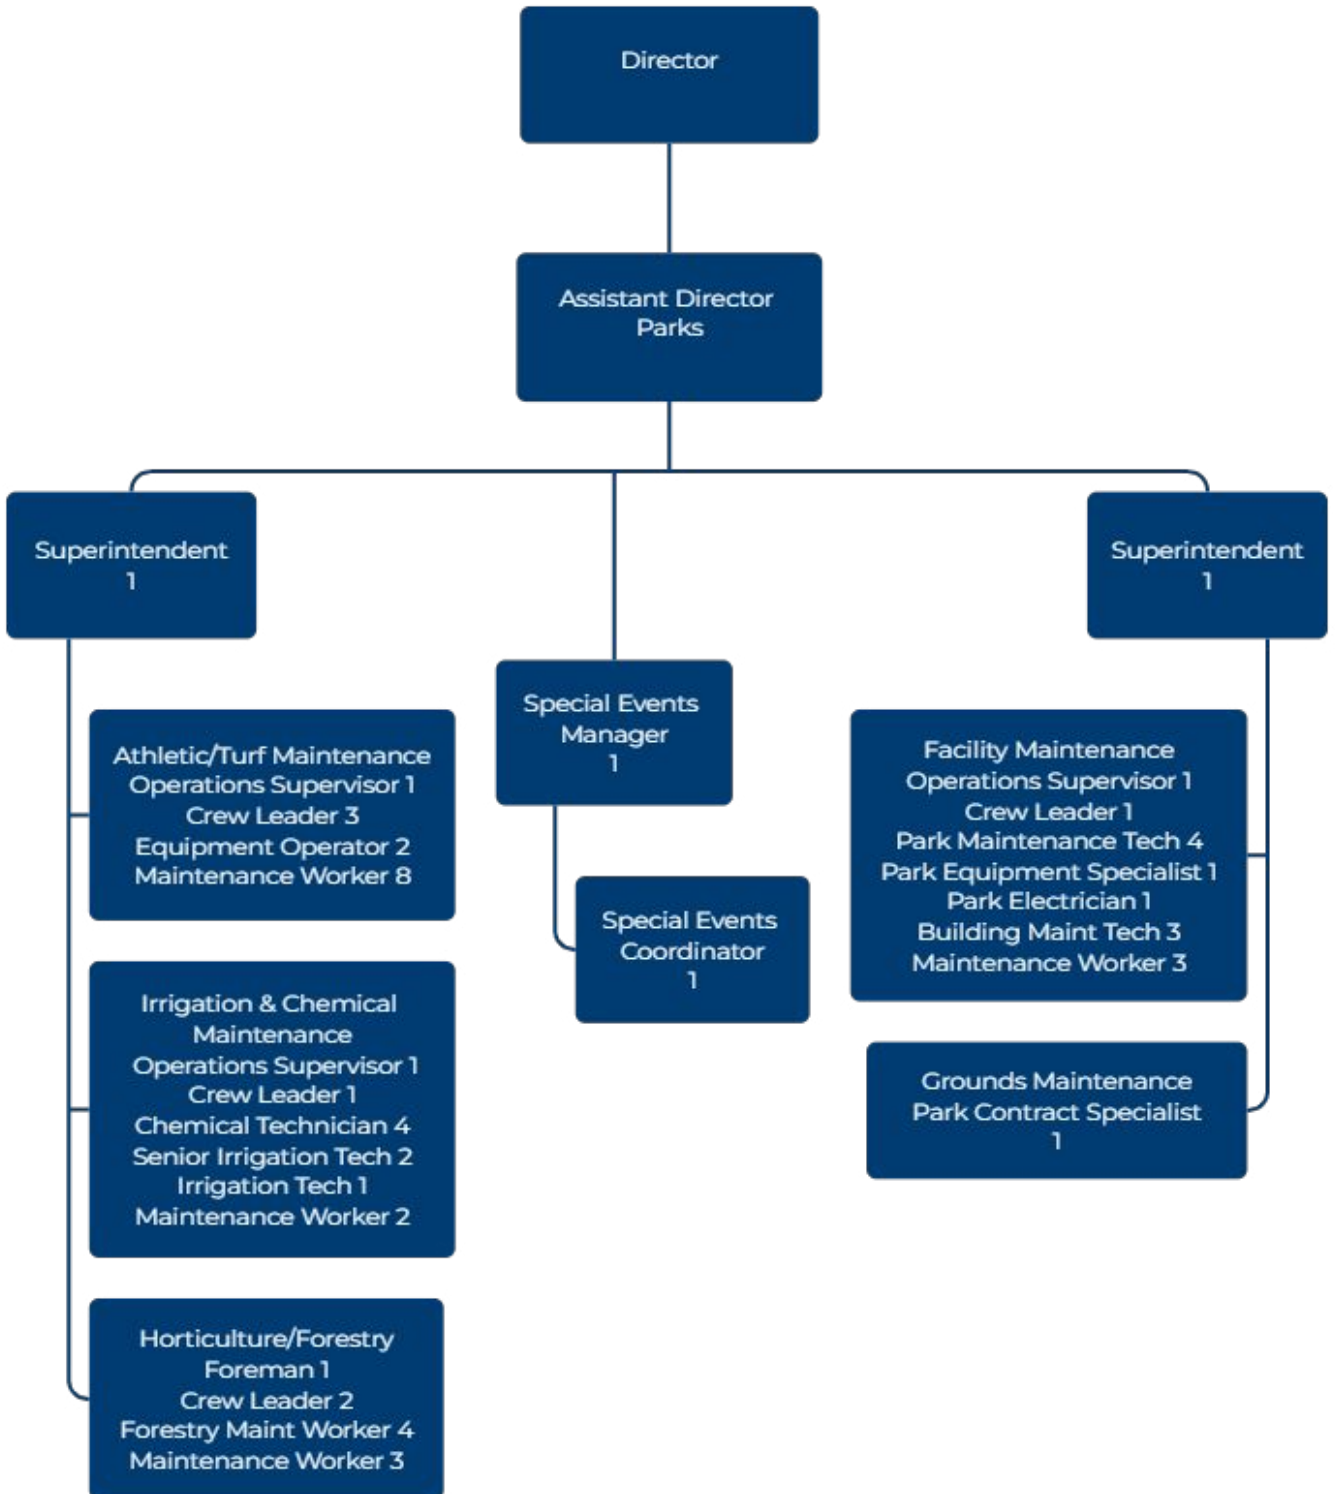 Director
Assistant Director
Parks
Superintendent
1
Superintendent
1
Special Events
Manager
1
Special Events
Coordinator
1
Athletic/Turf Maintenance
Operations Supervisor 1
Crew Leader 3
Equipment Operator 2
Maintenance Worker 8
Irrigation & Chemical
Maintenance
Operations Supervisor 1
Crew Leader 1
Chemical Technician 4
Senior Irrigation Tech 2
Irrigation Tech 1
Maintenance Worker 2
Horticulture/Forestry
Foreman 1
Crew Leader 2
Forestry Maint Worker 4
Maintenance Worker 3
Facility Maintenance
Operations Supervisor 1
Crew Leader 1
Park Maintenance Tech 4
Park Equipment Specialist 1
Park Electrician 1
Building Maint Tech 3
Maintenance Worker 3
Grounds Maintenance
Park Contract Specialist
1